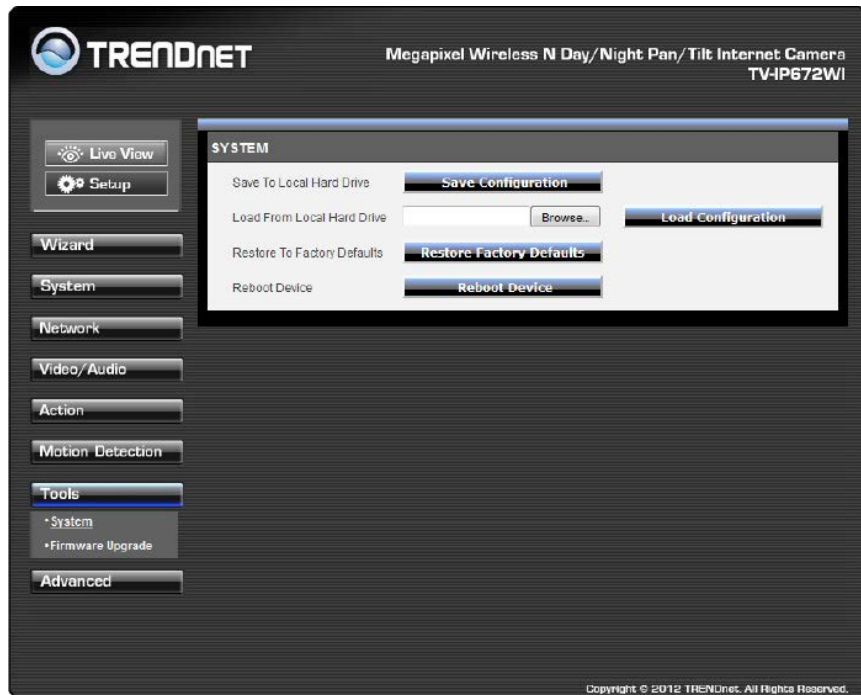 TRENDNET
Megapixel Wireless N Day/Night Pan/Tilt Internet Camera
TV-IP672WI
Live View
Setup
Wizard
System
Network
Video/Audio
Action
Motion Detection
Tools
•System
•Firmware Upgrade
Advanced
SYSTEM
Save To Local Hard Drive Save Configuration
Load From Local Hard Drive Browse... Load Configuration
Restore To Factory Defaults Restore Factory Defaults
Reboot Device Reboot Device
Copyright © 2012 TRENDnet. All Rights Reserved.